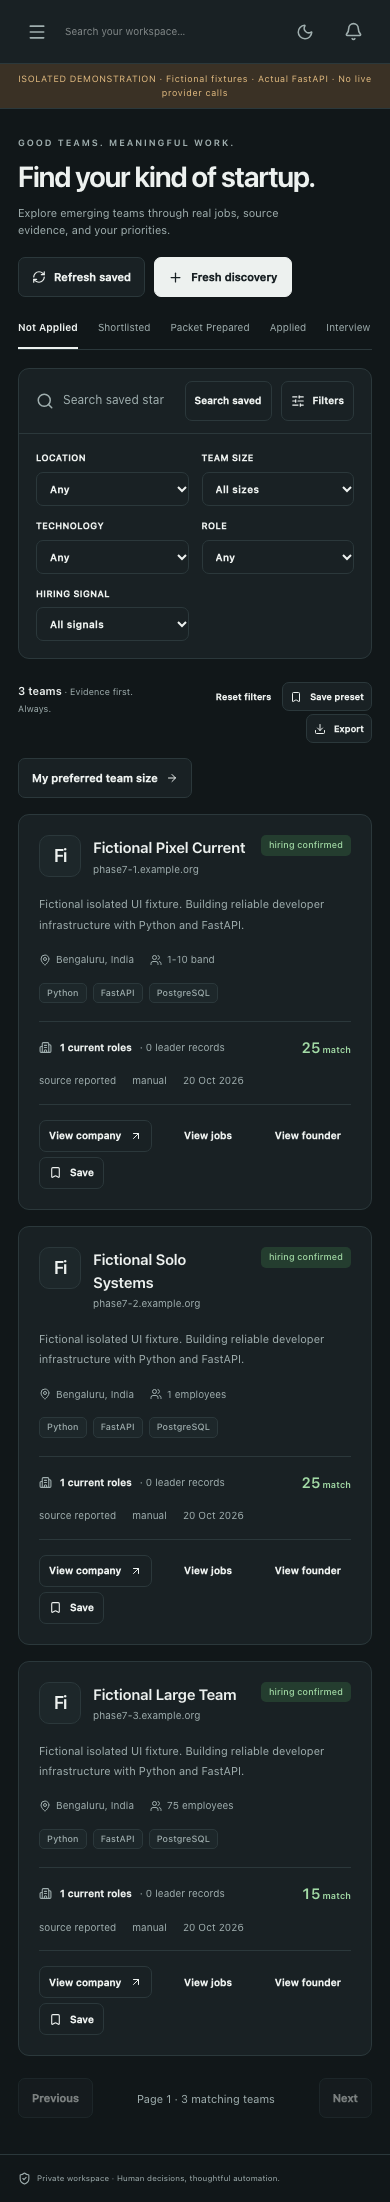 Search your workspace...
ISOLATED DEMONSTRATION · Fictional fixtures · Actual FastAPI · No live
provider calls
GOOD TEAMS. MEANINGFUL WORK.
Find your kind of startup.
Explore emerging teams through real jobs, source
evidence, and your priorities.
Refresh saved
Fresh discovery
Not Applied Shortlisted Packet Prepared Applied Interview
Search saved star
Search saved
Filters
LOCATION TEAM SIZE
Any All sizes
TECHNOLOGY ROLE
Any Any
HIRING SIGNAL
All signals
3 teams · Evidence first.
Always.
Reset filters
Save preset
Export
My preferred team size
Fi
Fictional Pixel Current
hiring confirmed
phase7-1.example.org
Fictional isolated UI fixture. Building reliable developer
infrastructure with Python and FastAPI.
Bengaluru, India 1-10 band
Python FastAPI PostgreSQL
1 current roles · 0 leader records 25 match
source reported manual 20 Oct 2026
View company View jobs View founder
Save
Fi
Fictional Solo
Systems
hiring confirmed
phase7-2.example.org
Fictional isolated UI fixture. Building reliable developer
infrastructure with Python and FastAPI.
Bengaluru, India 1 employees
Python FastAPI PostgreSQL
1 current roles · 0 leader records 25 match
source reported manual 20 Oct 2026
View company View jobs View founder
Save
Fi
Fictional Large Team
hiring confirmed
phase7-3.example.org
Fictional isolated UI fixture. Building reliable developer
infrastructure with Python and FastAPI.
Bengaluru, India 75 employees
Python FastAPI PostgreSQL
1 current roles · 0 leader records 15 match
source reported manual 20 Oct 2026
View company View jobs View founder
Save
Previous Page 1 · 3 matching teams Next
Private workspace · Human decisions, thoughtful automation.